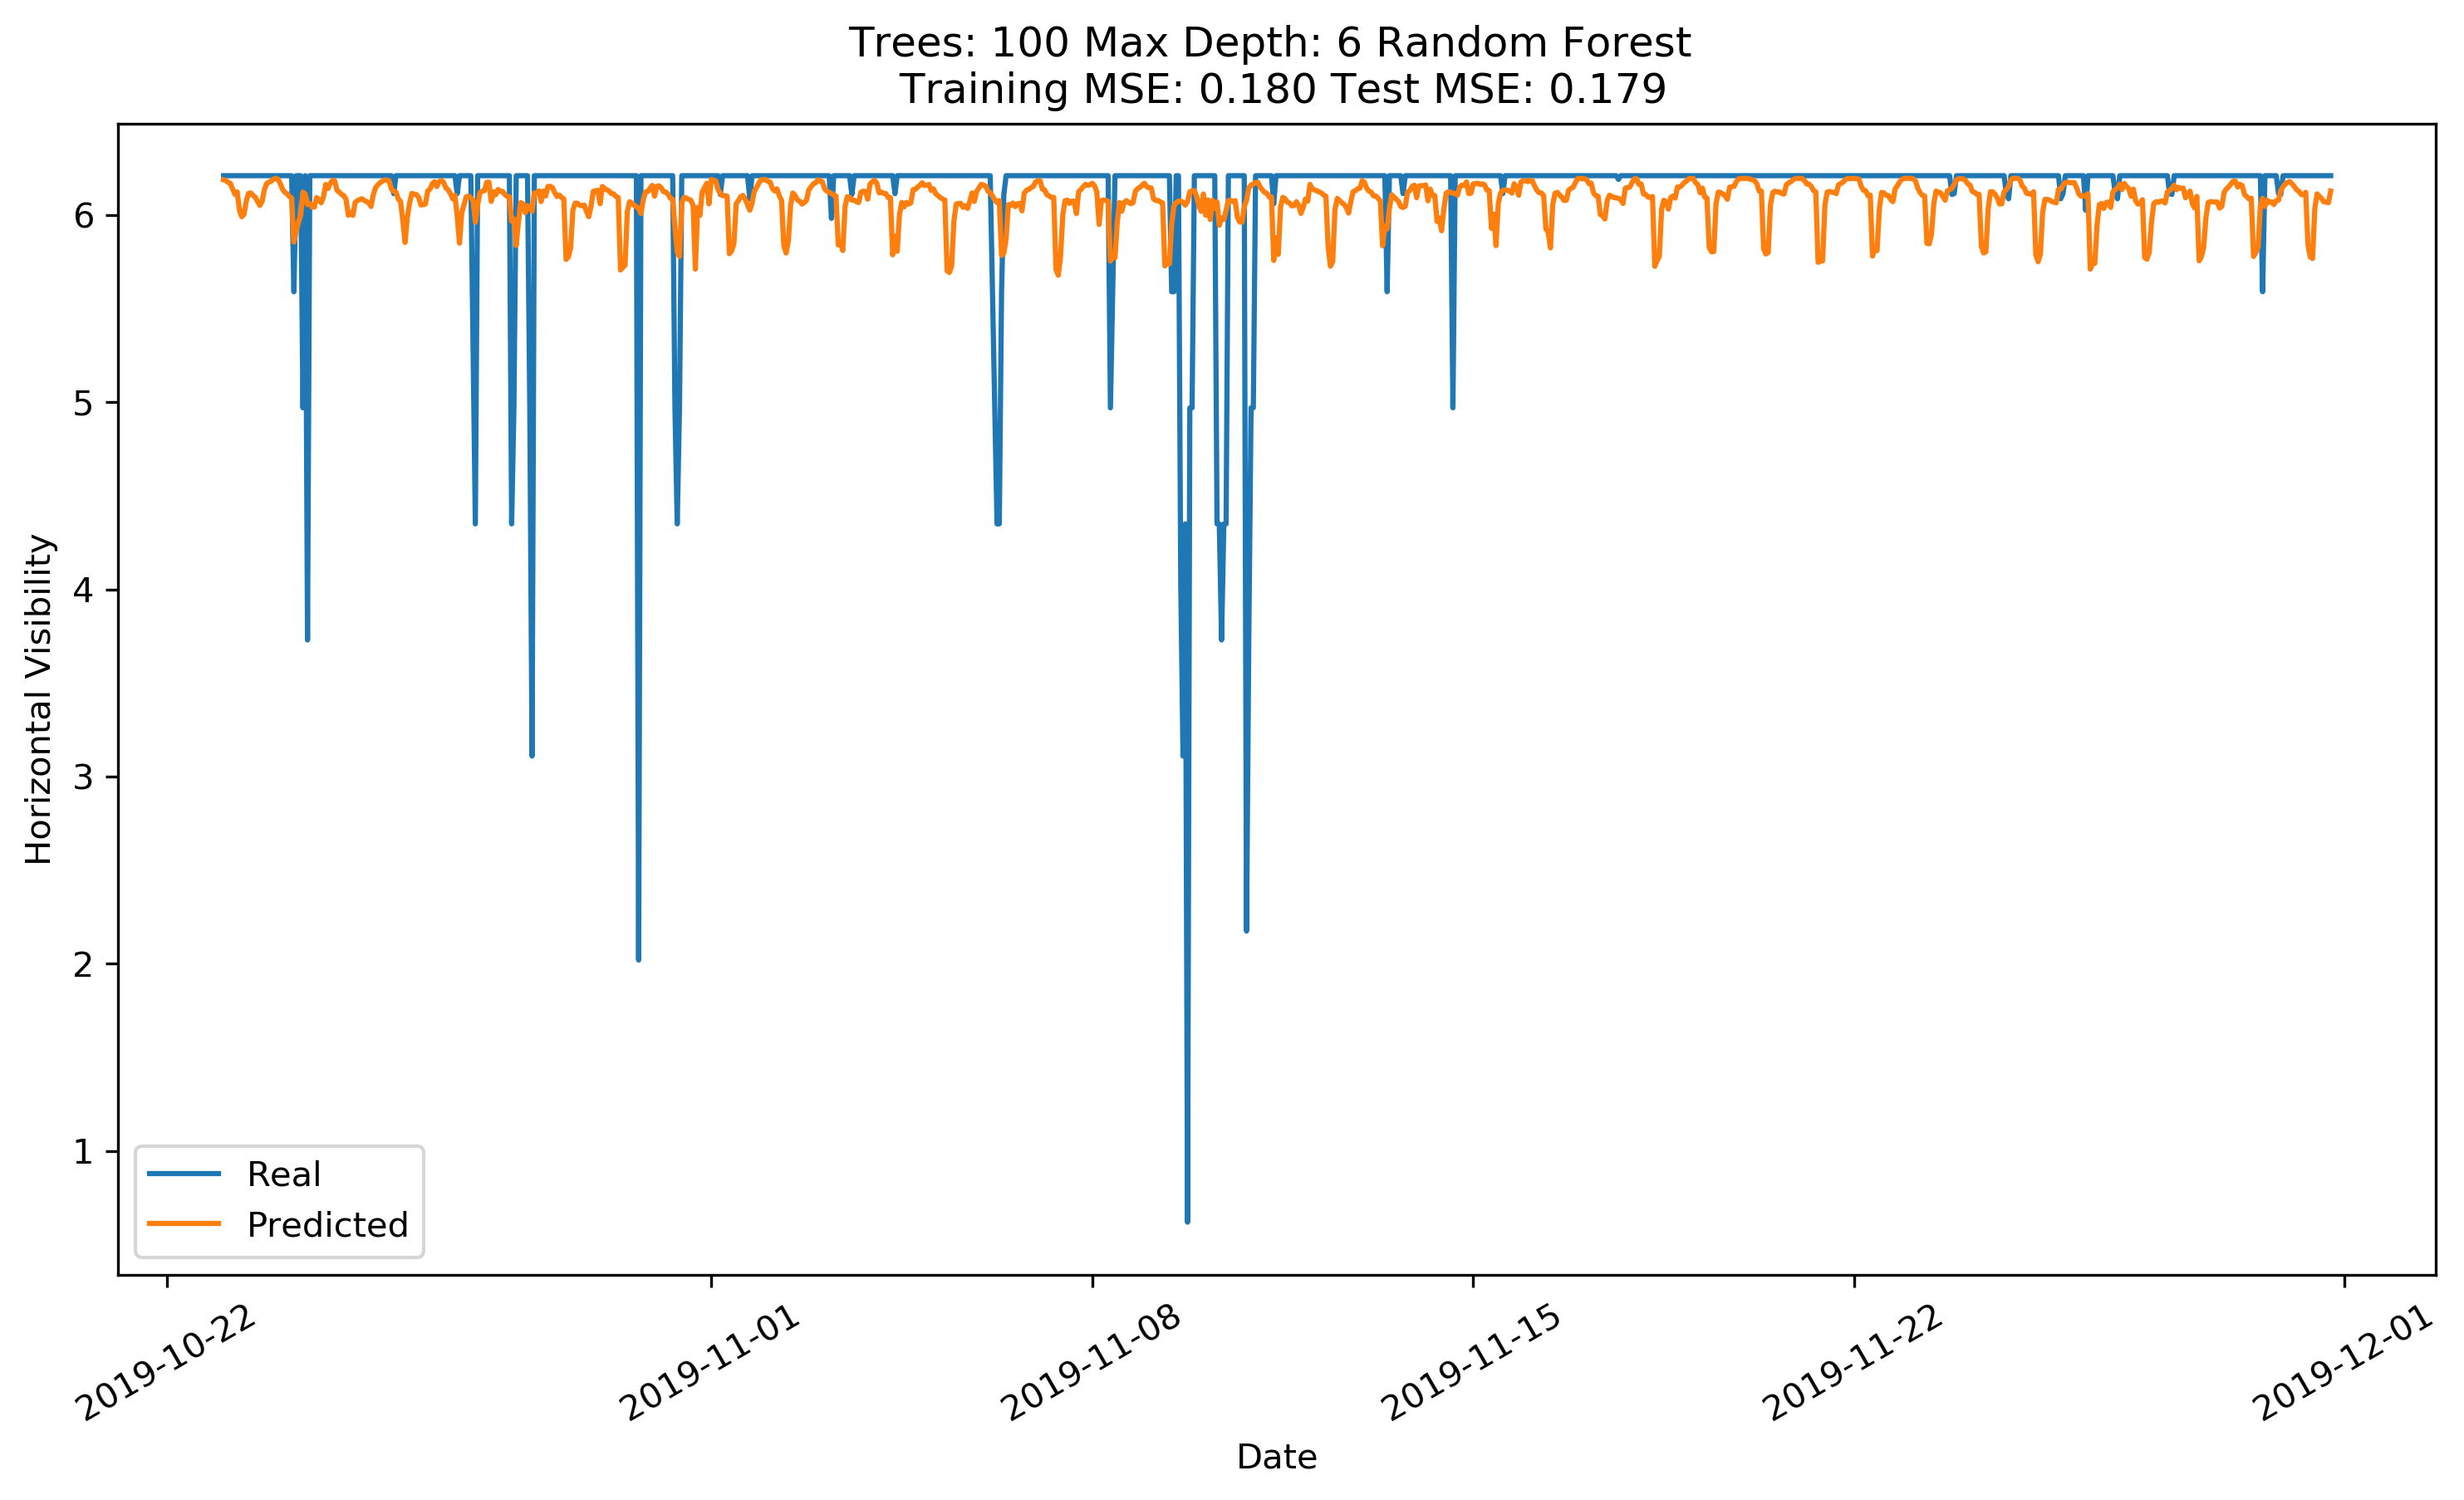 Trees: 100 Max Depth: 6 Random Forest
Training MSE: 0.180 Test MSE: 0.179
Horizontal Visibility
6
5
4
3
2
1
Real
Predicted
2019-10-22
2019-11-01
2019-11-08
2019-11-15
2019-11-22
2019-12-01
Date